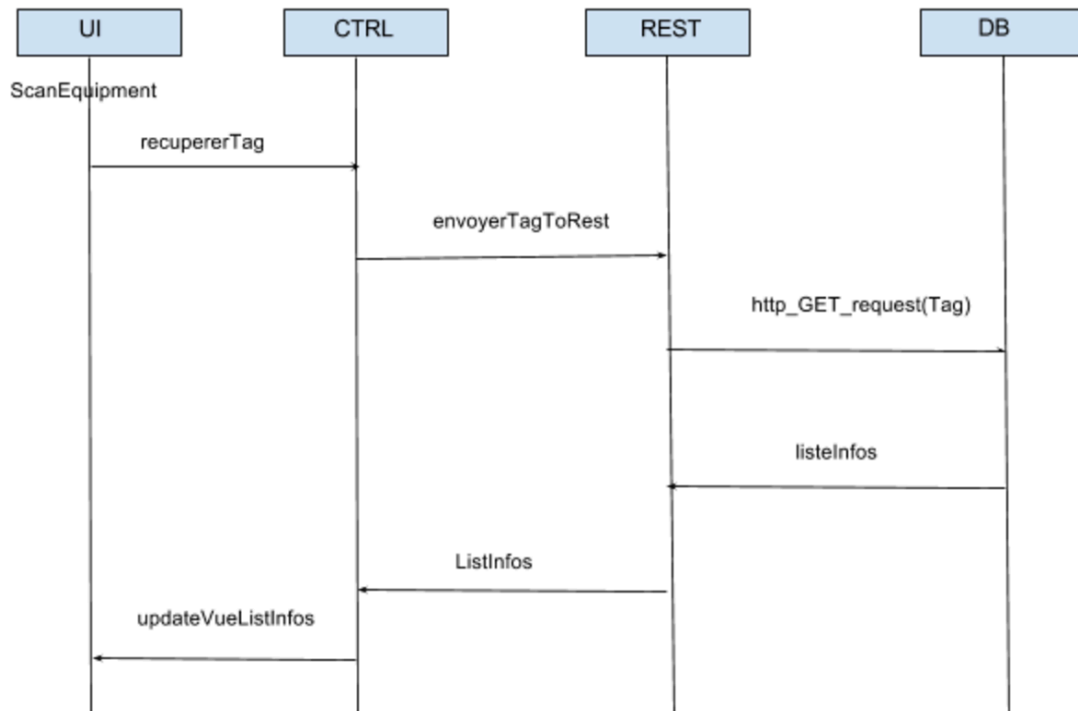 UI
CTRL
REST
DB
ScanEquipment
recupererTag
envoyerTagToRest
http_GET_request(Tag)
listeInfos
ListInfos
updateVueListInfos